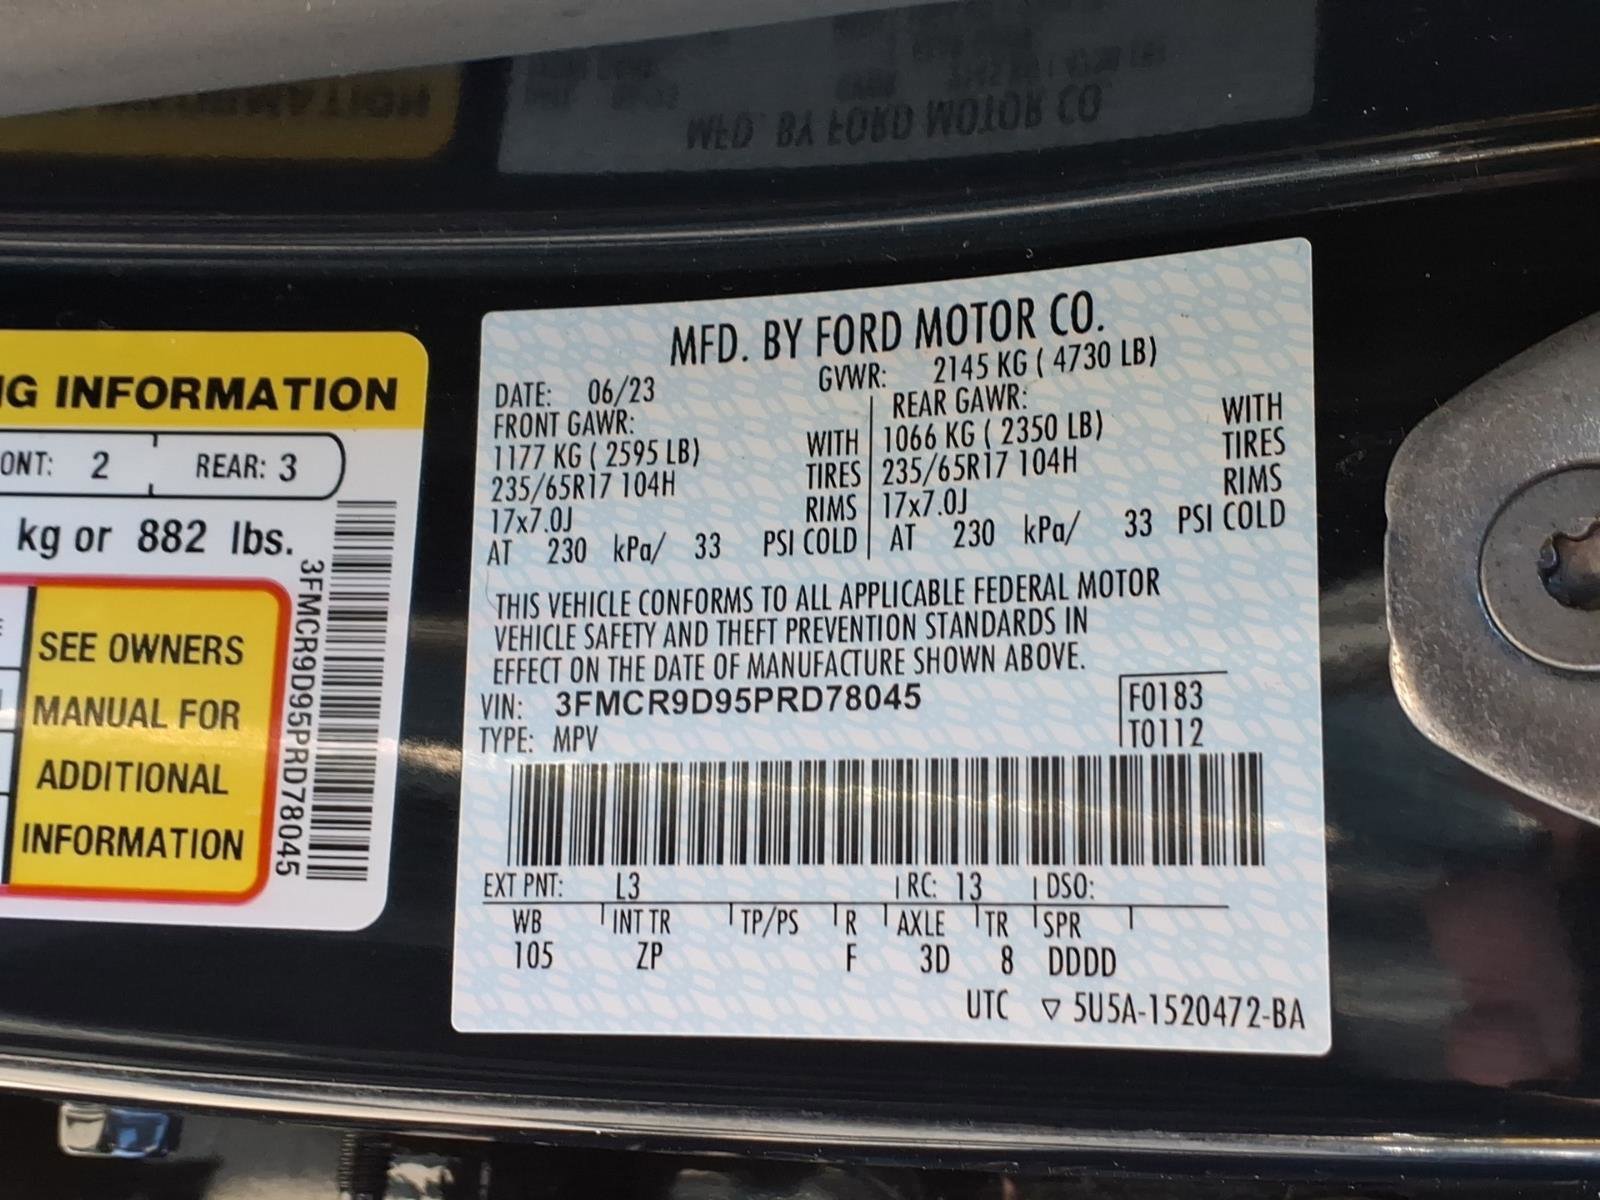 MFD. BY FORD MOTOR CO.
DATE: 06/23 GVWR: 2145 KG ( 4730 LB)
FRONT GAWR: REAR GAWR:
1177 KG ( 2595 LB) WITH 1066 KG ( 2350 LB) WITH
235/65R17 104H TIRES 235/65R17 104H TIRES
17x7.0J RIMS 17x7.0J RIMS
AT 230 kPa/ 33 PSI COLD AT 230 kPa/ 33 PSI COLD
THIS VEHICLE CONFORMS TO ALL APPLICABLE FEDERAL MOTOR
VEHICLE SAFETY AND THEFT PREVENTION STANDARDS IN
EFFECT ON THE DATE OF MANUFACTURE SHOWN ABOVE.
VIN: 3FMCR9D95PRD78045 F0183
TYPE: MPV T0112
EXT PNT: L3 RC: 13 DSO:
WB INT TR TP/PS R AXLE TR SPR
105 ZP F 3D 8 DDDD
UTC ▽ 5U5A-1520472-BA
INFORMATION
2 REAR: 3
kg or 882 lbs.
SEE OWNERS
MANUAL FOR
ADDITIONAL
INFORMATION
3FMCR9D95PRD78045
MFD. BY FORD MOTOR CO